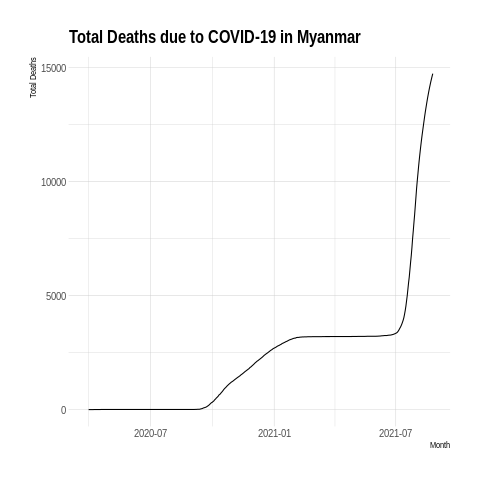 Total Deaths due to COVID-19 in Myanmar
Total Deaths
15000
10000
5000
0
2020-07 2021-01 2021-07
Month